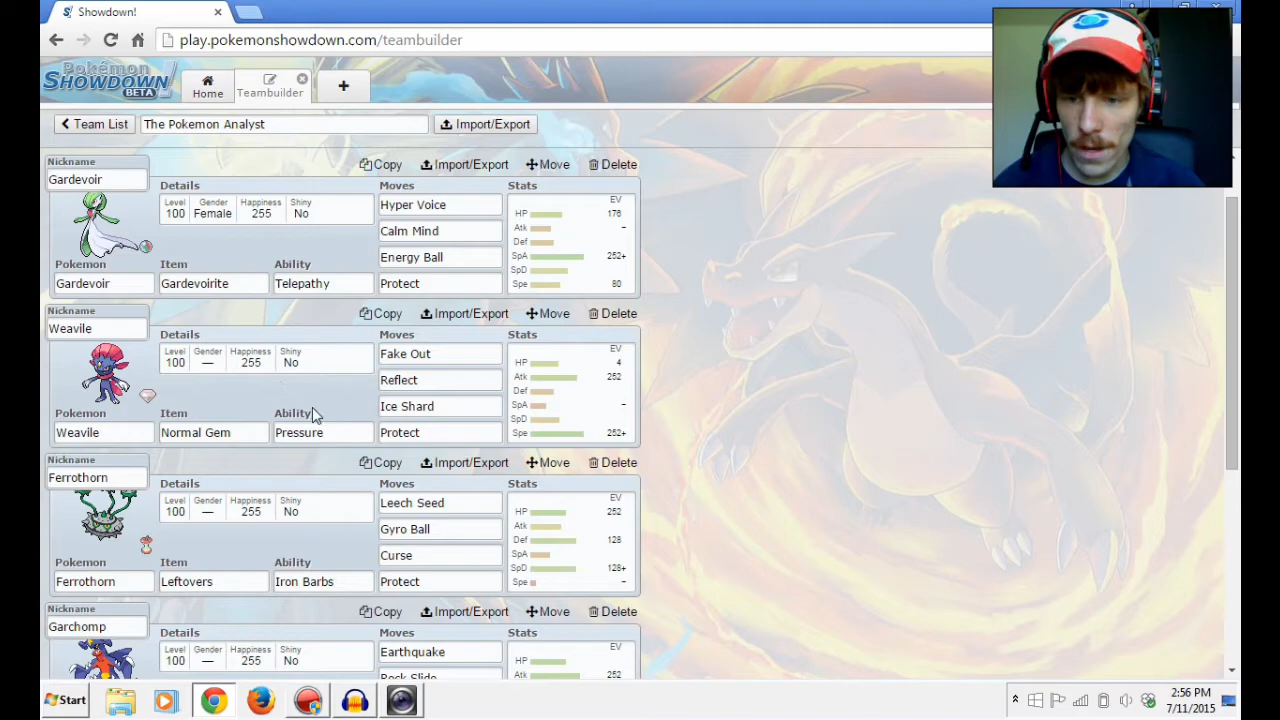 Showdown!
play.pokemonshowdown.com/teambuilder
Pokémon
SHOWDOWN
BETA
Home
Teambuilder
Team List
The Pokemon Analyst
Import/Export
Nickname
Gardevoir
Copy Import/Export Move Delete
Details
Level Gender Happiness Shiny
100 Female 255 No
Moves
Hyper Voice
Calm Mind
Energy Ball
Protect
Stats
EV
HP 176
Atk –
Def
SpA 252+
SpD
Spe 80
Pokemon Item Ability
Gardevoir Gardevoirite Telepathy
Nickname
Weavile
Copy Import/Export Move Delete
Details
Level Gender Happiness Shiny
100 — 255 No
Moves
Fake Out
Reflect
Ice Shard
Protect
Stats
EV
HP 4
Atk 252
Def
SpA –
SpD
Spe 252+
Pokemon Item Ability
Weavile Normal Gem Pressure
Nickname
Ferrothorn
Copy Import/Export Move Delete
Details
Level Gender Happiness Shiny
100 — 255 No
Moves
Leech Seed
Gyro Ball
Curse
Protect
Stats
EV
HP 252
Atk
Def 128
SpA
SpD 128+
Spe –
Pokemon Item Ability
Ferrothorn Leftovers Iron Barbs
Nickname
Garchomp
Copy Import/Export Move Delete
Details
Level Gender Happiness Shiny
100 — 255 No
Moves
Earthquake
Rock Slide
Stats
EV
HP
Atk 252
Start
2:56 PM
7/11/2015